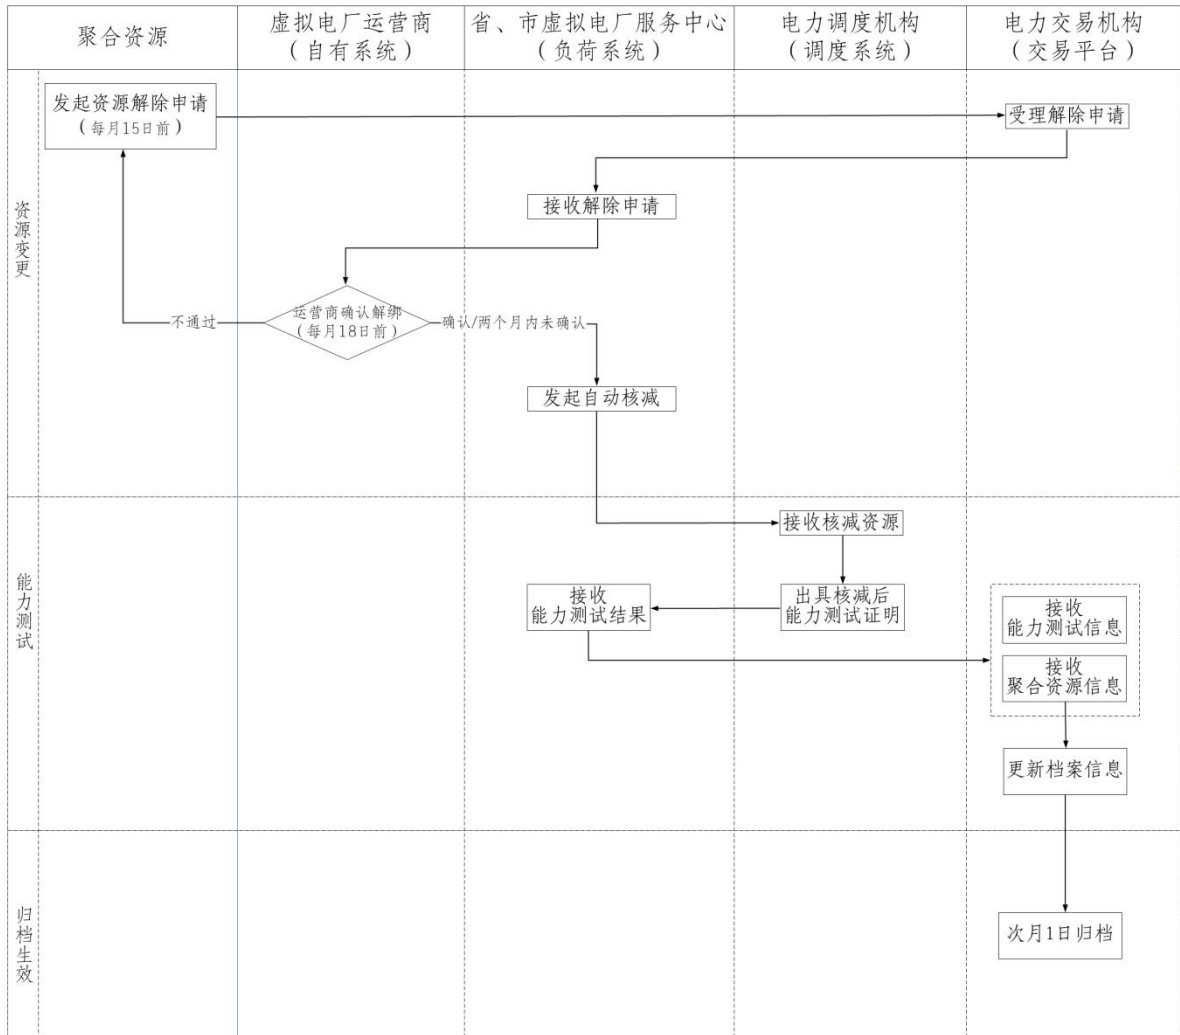 聚合资源
虚拟电厂运营商
（自有系统）
省、市虚拟电厂服务中心
（负荷系统）
电力调度机构
（调度系统）
电力交易机构
（交易平台）
资源变更
发起资源解除申请
（每月15日前）
受理解除申请
接收解除申请
运营商确认解绑
（每月18日前）
不通过
确认/两个月内未确认
发起自动核减
能力测试
接收核减资源
出具核减后
能力测试证明
接收
能力测试结果
接收
能力测试信息
接收
聚合资源信息
更新档案信息
归档生效
次月1日归档